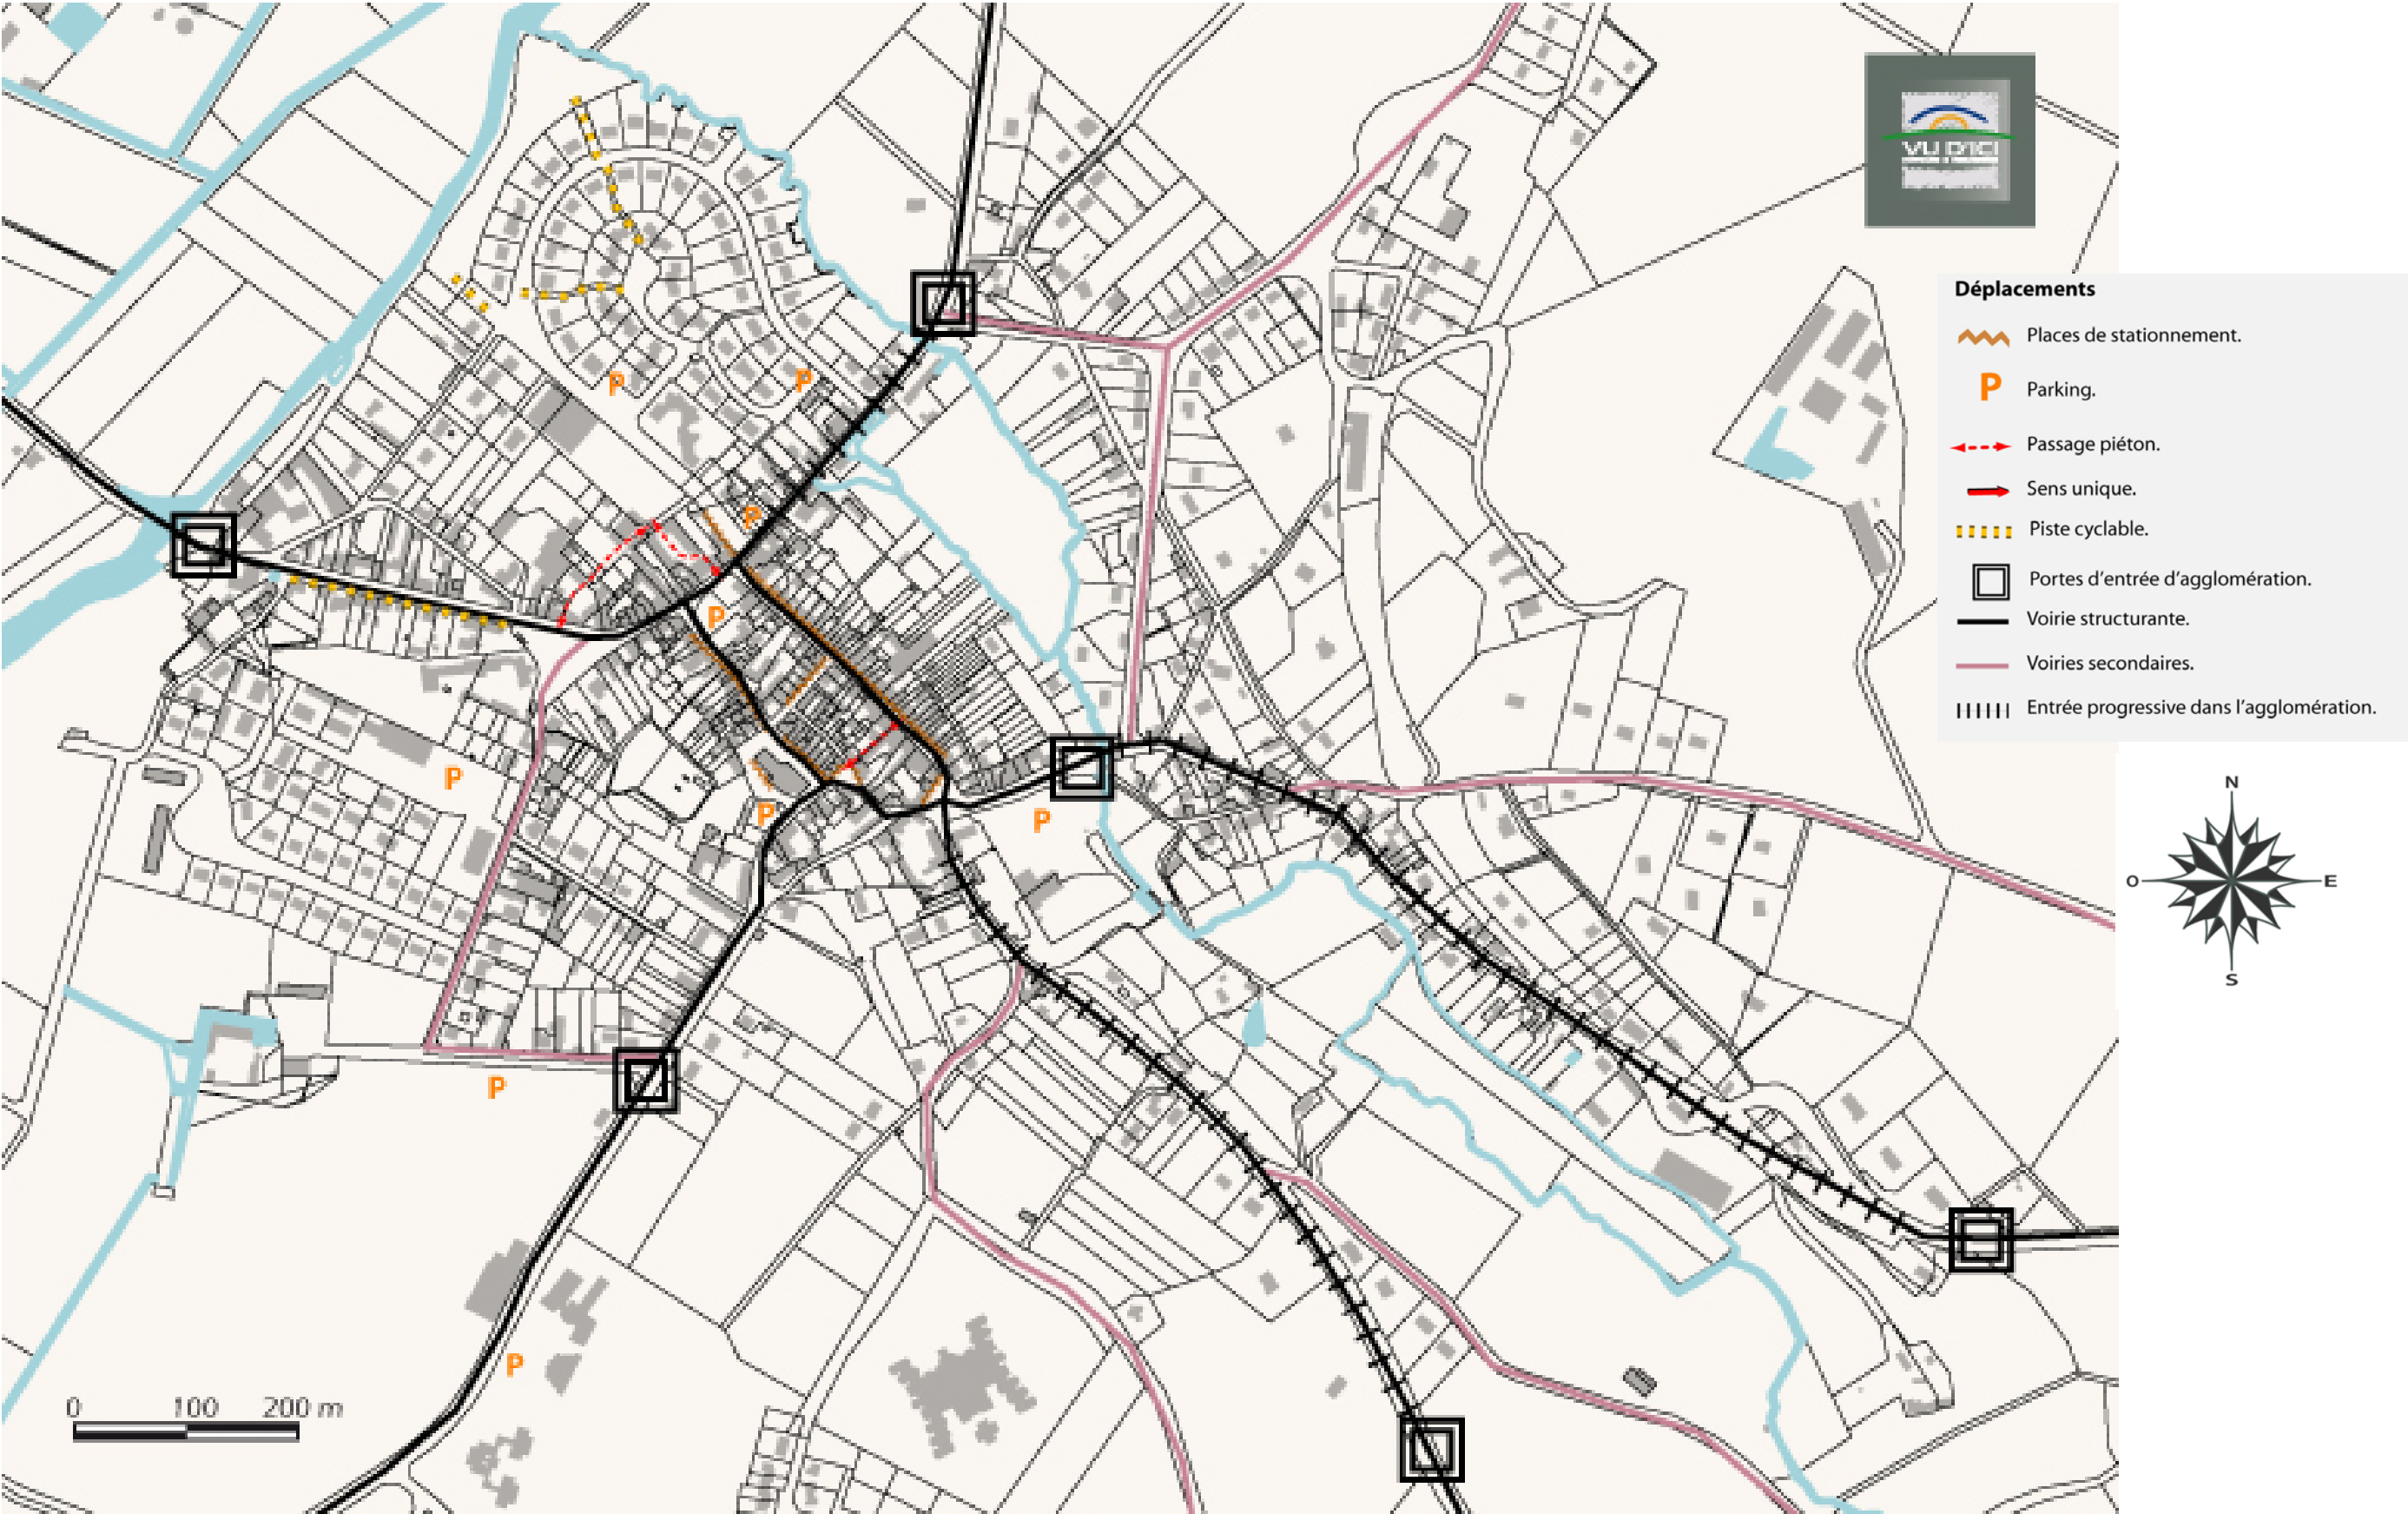 VU D'ICI
Déplacements
Places de stationnement.
P
Parking.
Passage piéton.
Sens unique.
Piste cyclable.
Portes d'entrée d'agglomération.
Voirie structurante.
Voiries secondaires.
Entrée progressive dans l'agglomération.
P
P
P
P
P
P
P
P
P
N
O
E
S
0 100 200 m